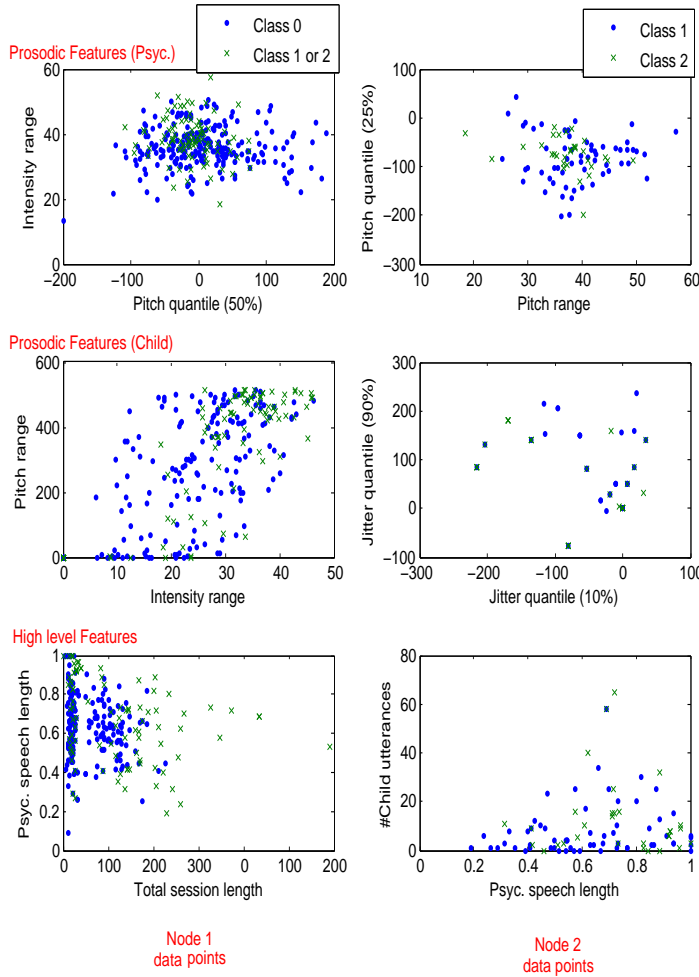 Class 0
Class 1 or 2
Class 1
Class 2
Prosodic Features (Psyc.)
60
40
20
0
Intensity range
−200
−100
0
100
200
Pitch quantile (50%)
100
0
−100
−200
−300
Pitch quantile (25%)
10
20
30
40
50
60
Pitch range
Prosodic Features (Child)
600
400
200
0
Pitch range
0
10
20
30
40
50
Intensity range
300
200
100
0
−100
Jitter quantile (90%)
−300
−200
−100
0
100
Jitter quantile (10%)
High level Features
1
0.8
0.6
0.4
0.2
0
Psyc. speech length
0
100
200
300
0
100
200
Total session length
80
60
40
20
0
#Child utterances
0
0.2
0.4
0.6
0.8
1
Psyc. speech length
Node 1
data points
Node 2
data points